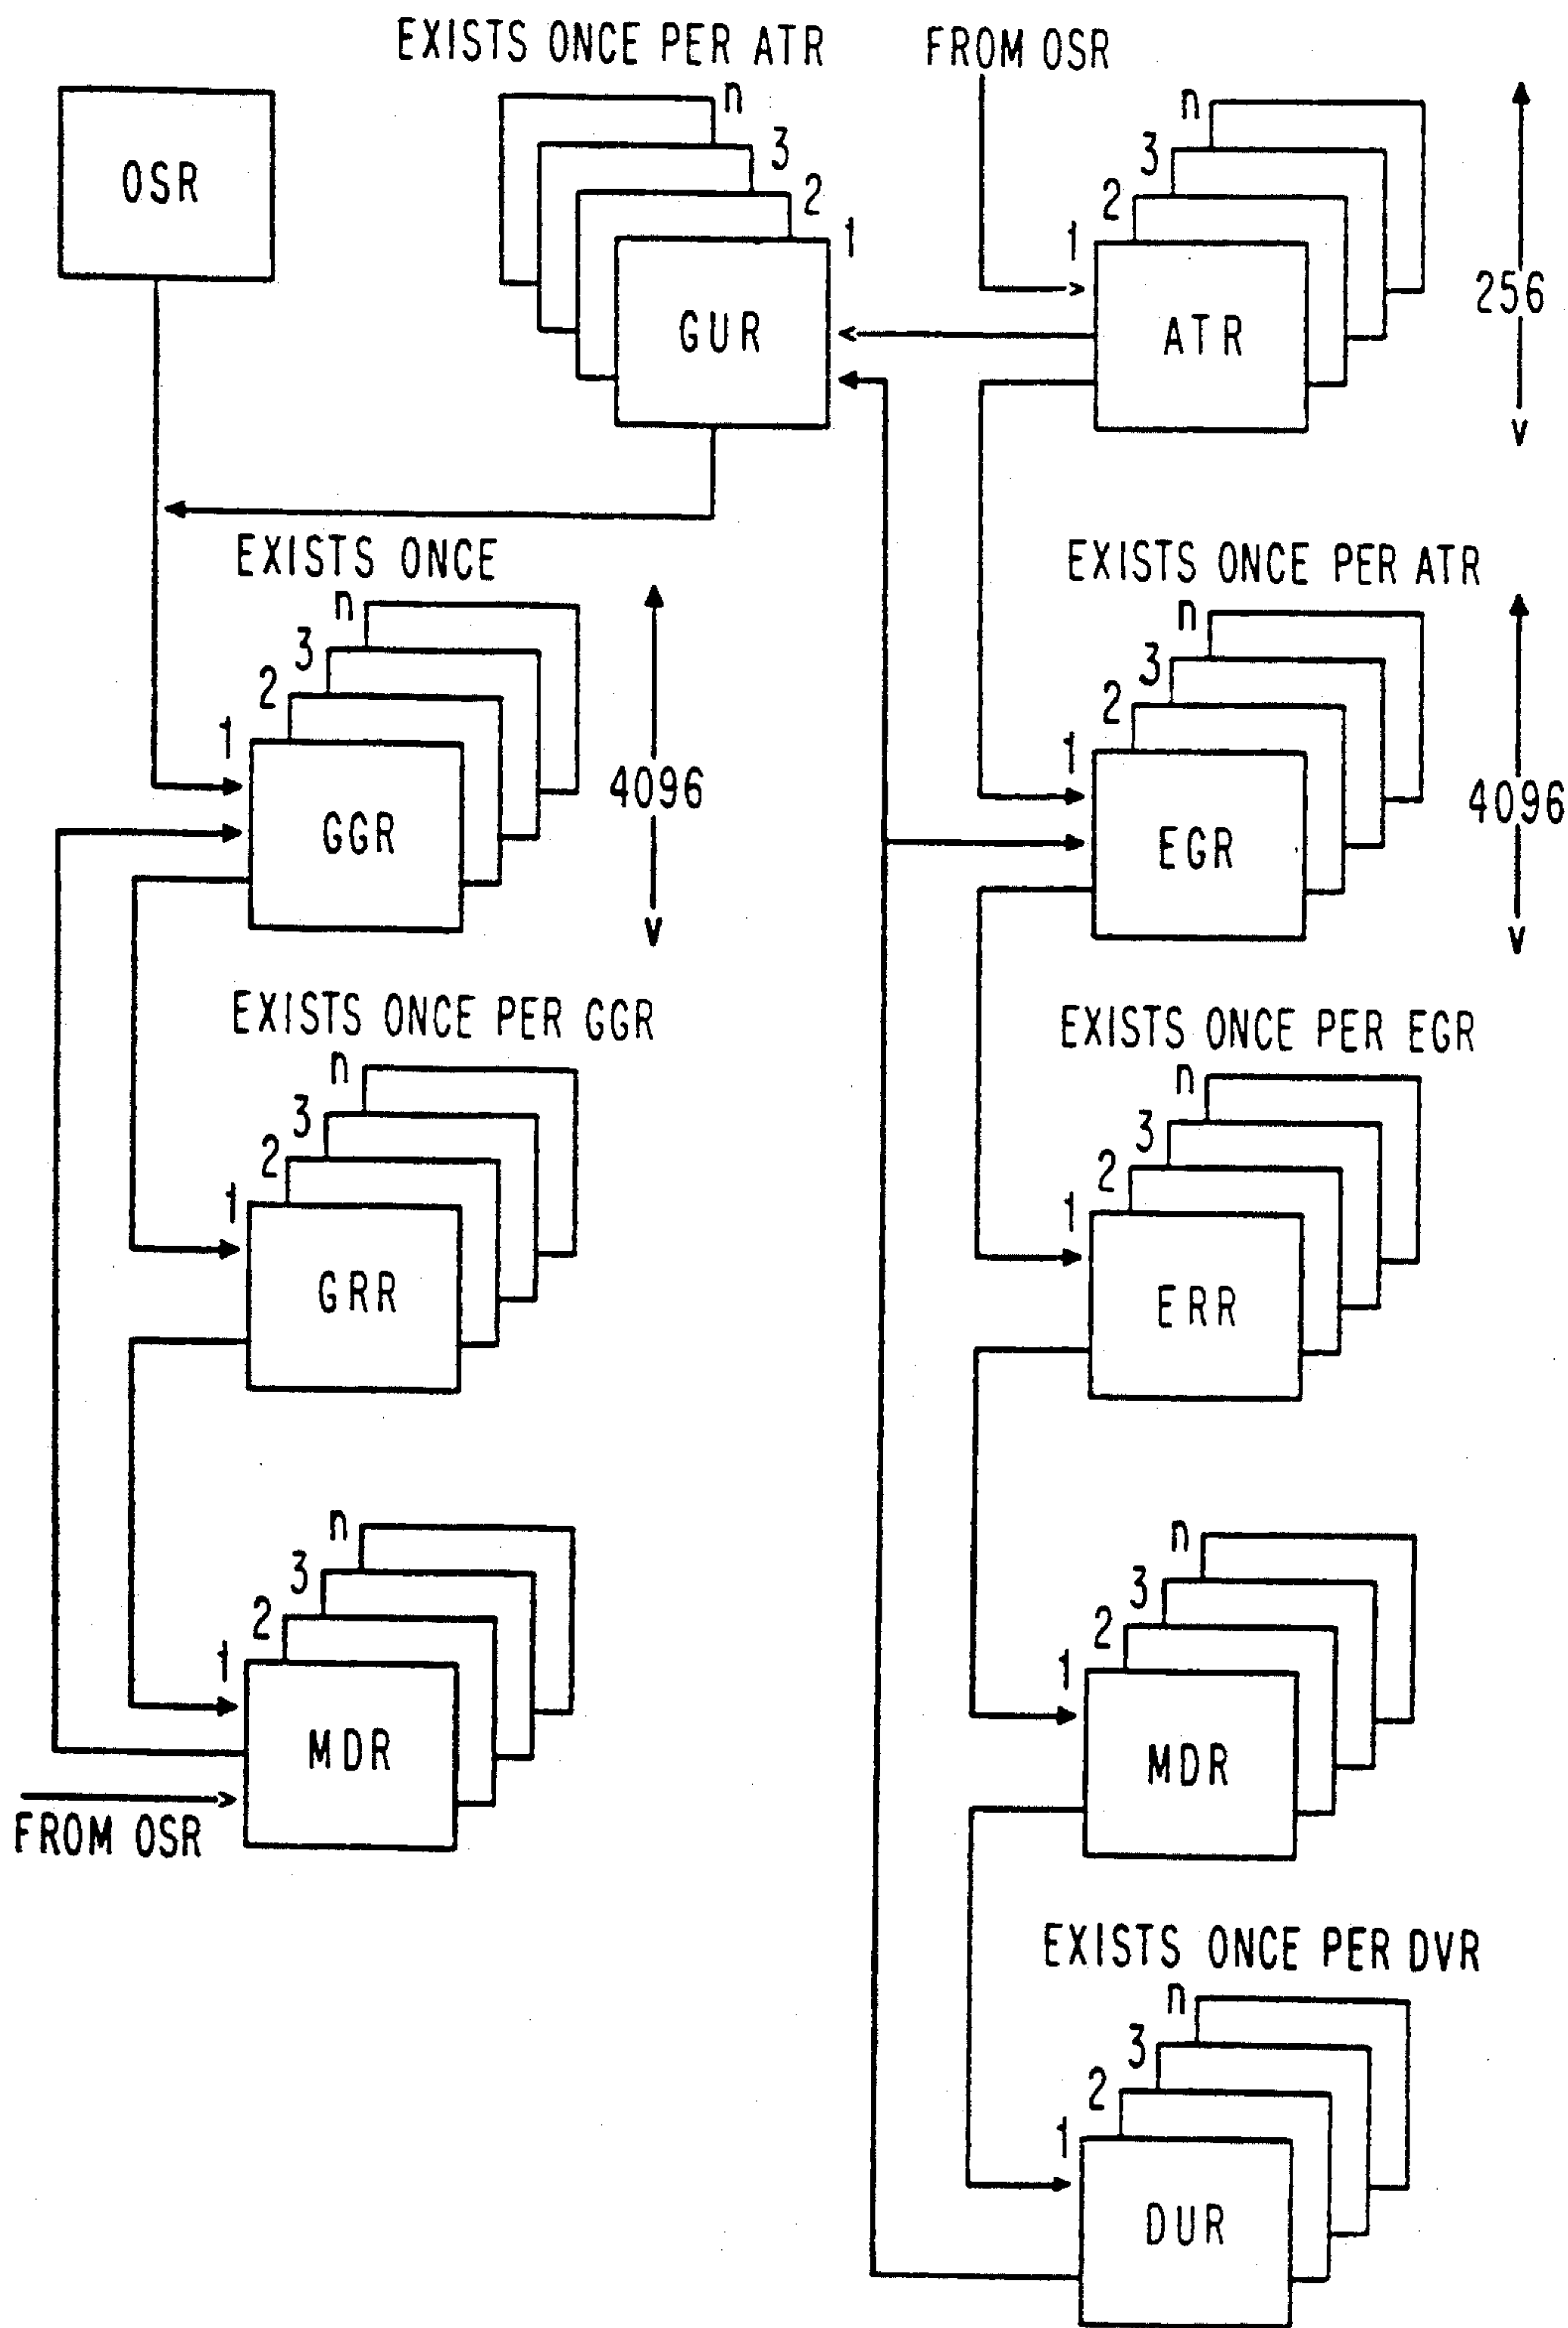 EXISTS ONCE PER ATR
FROM OSR
OSR
n
3
2
1
GUR
n
3
2
1
ATR
256
EXISTS ONCE
n
3
2
1
GGR
4096
EXISTS ONCE PER ATR
n
3
2
1
EGR
4096
EXISTS ONCE PER GGR
n
3
2
1
GRR
EXISTS ONCE PER EGR
n
3
2
1
ERR
n
3
2
1
MDR
FROM OSR
n
3
2
1
MDR
EXISTS ONCE PER DVR
n
3
2
1
DUR